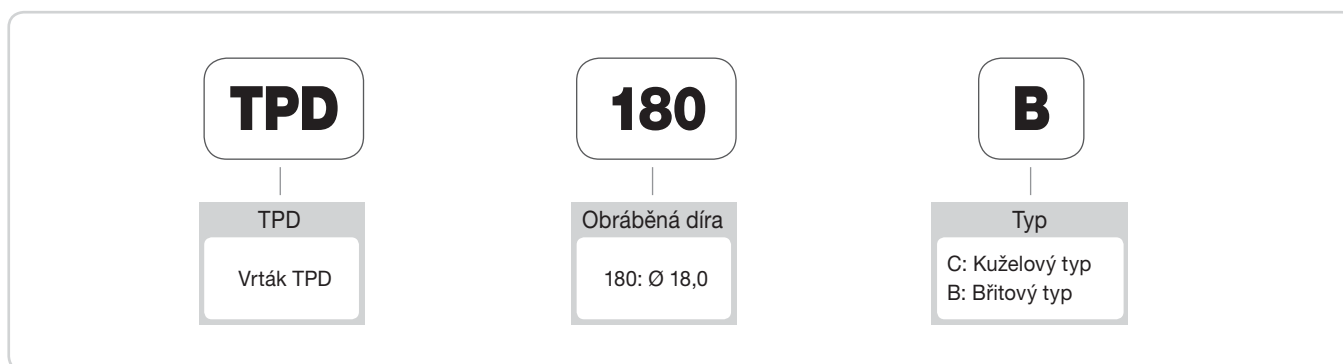 TPD
180
B
TPD
Vrták TPD
Obráběná díra
180: Ø 18,0
Typ
C: Kuželový typ
B: Břitový typ